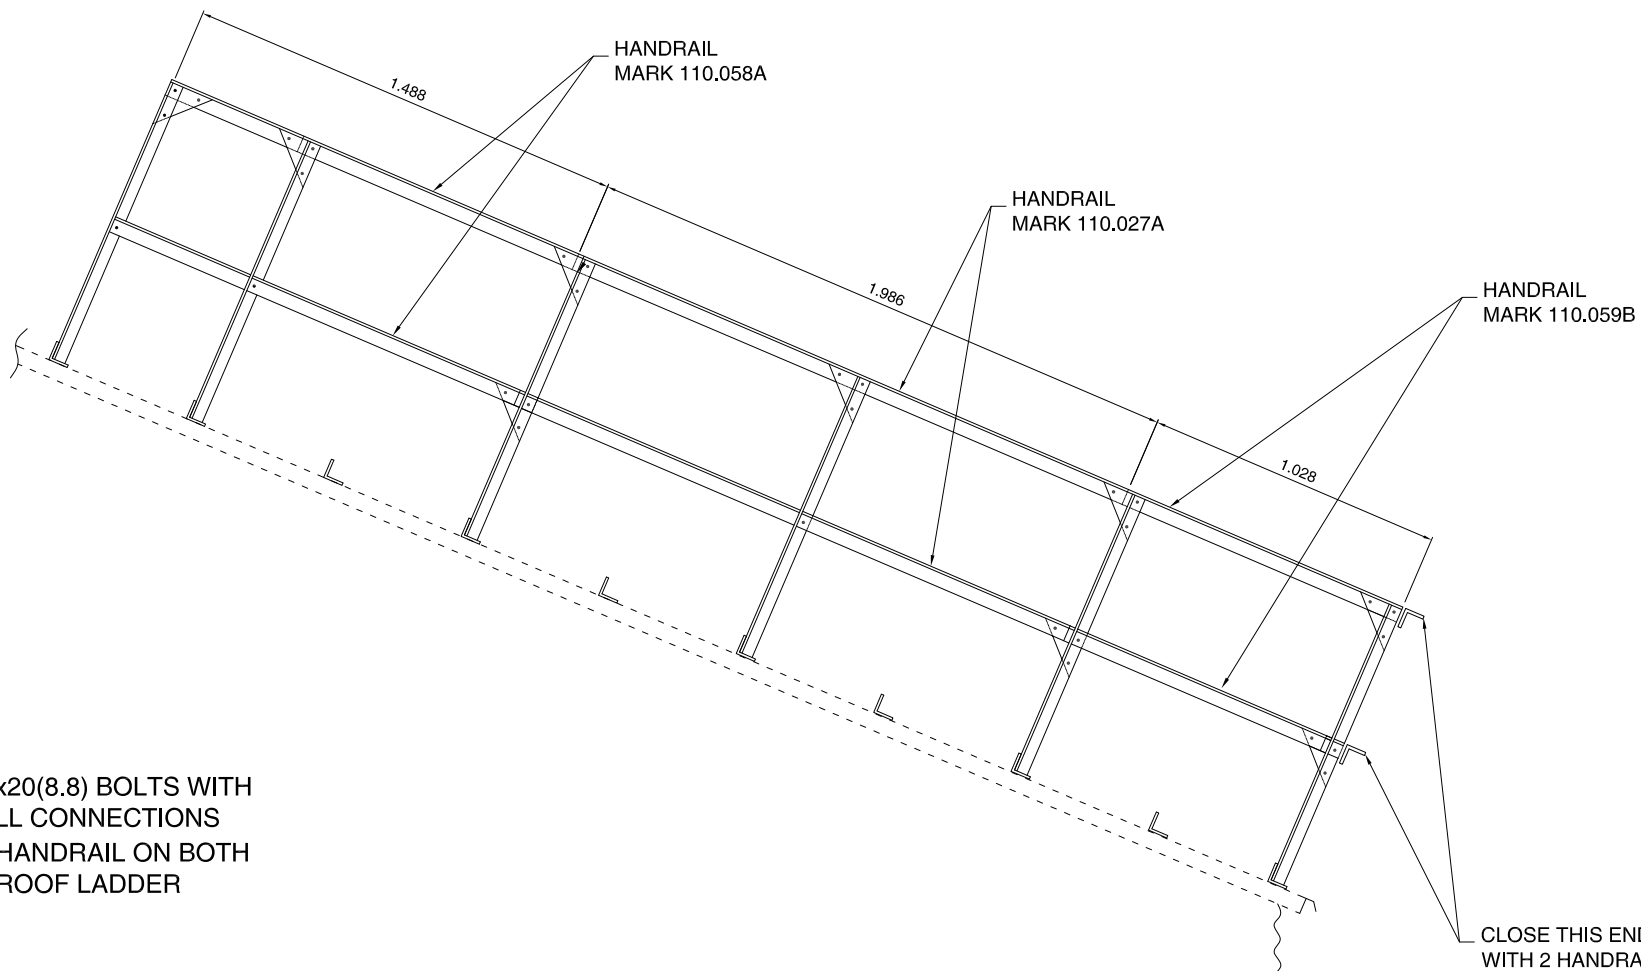 HANDRAIL
MARK 110.058A
1.488
HANDRAIL
MARK 110.027A
1.986
HANDRAIL
MARK 110.059B
1.028
x20(8.8) BOLTS WITH
LL CONNECTIONS
HANDRAIL ON BOTH
ROOF LADDER
CLOSE THIS END
WITH 2 HANDRA